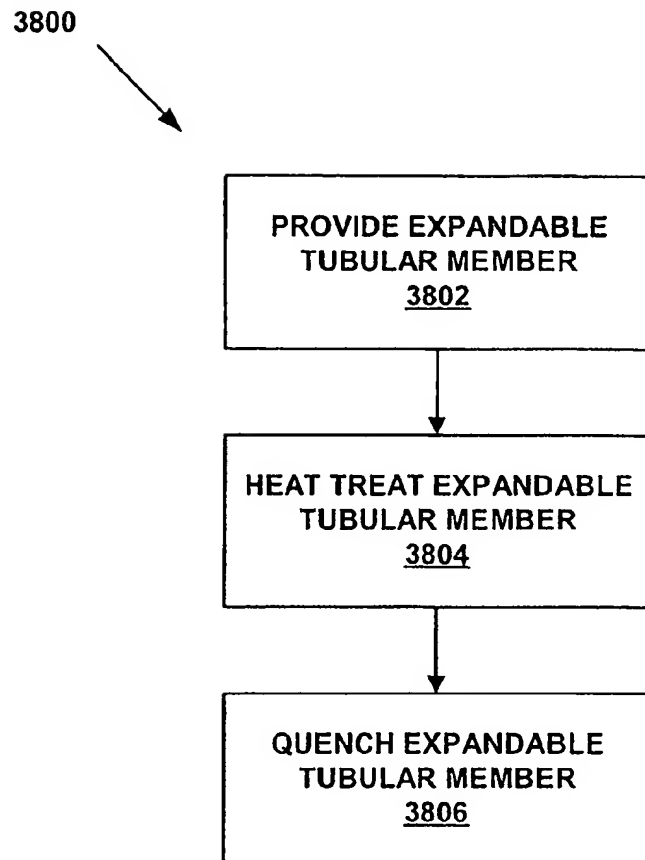 3800
PROVIDE EXPANDABLE
TUBULAR MEMBER
3802
HEAT TREAT EXPANDABLE
TUBULAR MEMBER
3804
QUENCH EXPANDABLE
TUBULAR MEMBER
3806